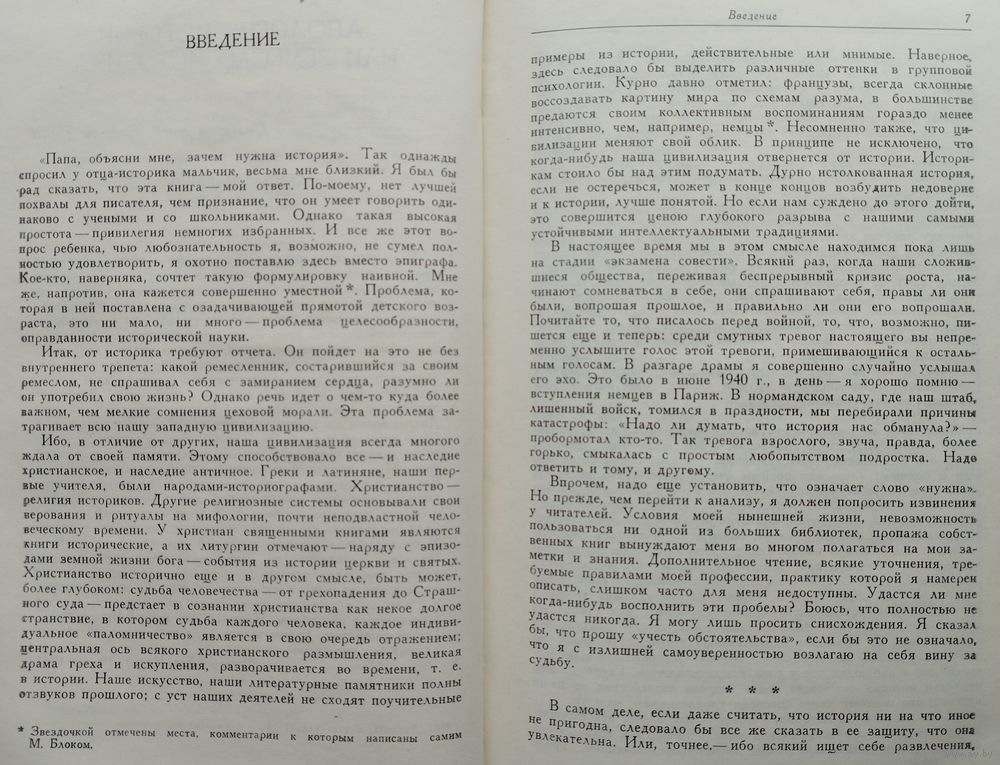 ВВЕДЕНИЕ
«Папа, объясни мне, зачем нужна история». Так однажды
спросил у отца-историка мальчик, весьма мне близкий. Я был бы
рад сказать, что эта книга — мой ответ. По-моему, нет лучшей
похвалы для писателя, чем признание, что он умеет говорить оди-
наково с учеными и со школьниками. Однако такая высокая
простота — привилегия немногих избранных. И все же этот во-
прос ребенка, чью любознательность я, возможно, не сумел пол-
ностью удовлетворить, я охотно поставлю здесь вместо эпиграфа.
Кое-кто, наверняка, сочтет такую формулировку наивной. Мне
же, напротив, она кажется совершенно уместной*. Проблема, ко-
торая в ней поставлена с озадачивающей прямотой детского воз-
раста, это ни мало, ни много — проблема целесообразности,
оправданности исторической науки.
Итак, от историка требуют отчета. Он пойдет на это не без
внутреннего трепета: какой ремесленник, состарившийся за своим
ремеслом, не спрашивал себя с замиранием сердца, разумно ли
он употребил свою жизнь? Однако речь идет о чем-то куда более
важном, чем мелкие сомнения цеховой морали. Эта проблема за-
трагивает всю нашу западную цивилизацию.
Ибо, в отличие от других, наша цивилизация всегда многого
ждала от своей памяти. Этому способствовало все — и наследие
христианское, и наследие античное. Греки и латиняне, наши пер-
вые учителя, были народами-историографами. Христианство —
религия историков. Другие религиозные системы основывали свои
верования и ритуалы на мифологии, почти неподвластной чело-
веческому времени. У христиан священными книгами являются
книги исторические, а их литургии отмечают — наряду с эпизо-
дами земной жизни бога — события из истории церкви и святых.
Христианство исторично еще и в другом смысле, быть может,
более глубоком: судьба человечества — от грехопадения до Страш-
ного суда — предстает в сознании христианства как некое долгое
странствие, в котором судьба каждого человека, каждое индиви-
дуальное «паломничество» является в свою очередь отражением;
центральная ось всякого христианского размышления, великая
драма греха и искупления, разворачивается во времени, т. е.
в истории. Наше искусство, наши литературные памятники полны
отзвуков прошлого; с уст наших деятелей не сходят поучительные
* Звездочкой отмечены места, комментарии к которым написаны самим
М. Блоком.
Введение 7
примеры из истории, действительные или мнимые. Наверное,
здесь следовало бы выделить различные оттенки в групповой
психологии. Курно давно отметил: французы, всегда склонные
воссоздавать картину мира по схемам разума, в большинстве
предаются своим коллективным воспоминаниям гораздо менее
интенсивно, чем, например, немцы*. Несомненно также, что ци-
вилизации меняют свой облик. В принципе не исключено, что
когда-нибудь наша цивилизация отвернется от истории. Истори-
кам стоило бы над этим подумать. Дурно истолкованная история,
если не остеречься, может в конце концов возбудить недоверие
и к истории, лучше понятой. Но если нам суждено до этого дойти,
это совершится ценою глубокого разрыва с нашими самыми
устойчивыми интеллектуальными традициями.
В настоящее время мы в этом смысле находимся пока лишь
на стадии «экзамена совести». Всякий раз, когда наши сложив-
шиеся общества, переживая беспрерывный кризис роста, на-
чинают сомневаться в себе, они спрашивают себя, правы ли они
были, вопрошая прошлое, и правильно ли они его вопрошали.
Почитайте то, что писалось перед войной, то, что, возможно, пи-
шется еще и теперь: среди смутных тревог настоящего вы непре-
менно услышите голос этой тревоги, примешивающийся к осталь-
ным голосам. В разгаре драмы я совершенно случайно услышал
его эхо. Это было в июне 1940 г., в день — я хорошо помню —
вступления немцев в Париж. В нормандском саду, где наш штаб,
лишенный войск, томился в праздности, мы перебирали причины
катастрофы: «Надо ли думать, что история нас обманула?» —
пробормотал кто-то. Так тревога взрослого, звуча, правда, более
горько, смыкалась с простым любопытством подростка. Надо
ответить и тому, и другому.
Впрочем, надо еще установить, что означает слово «нужна».
Но прежде, чем перейти к анализу, я должен попросить извинения
у читателей. Условия моей нынешней жизни, невозможность
пользоваться ни одной из больших библиотек, пропажа собст-
венных книг вынуждают меня во многом полагаться на мои за-
метки и знания. Дополнительное чтение, всякие уточнения, тре-
буемые правилами моей профессии, практику которой я намерен
описать, слишком часто для меня недоступны. Удастся ли мне
когда-нибудь восполнить эти пробелы? Боюсь, что полностью не
удастся никогда. Я могу лишь просить снисхождения. Я сказал
бы, что прошу «учесть обстоятельства», если бы это не означало,
что я с излишней самоуверенностью возлагаю на себя вину за
судьбу.
* * *
В самом деле, если даже считать, что история ни на что иное
не пригодна, следовало бы все же сказать в ее защиту, что она
увлекательна. Или, точнее,— ибо всякий ищет себе развлечения,